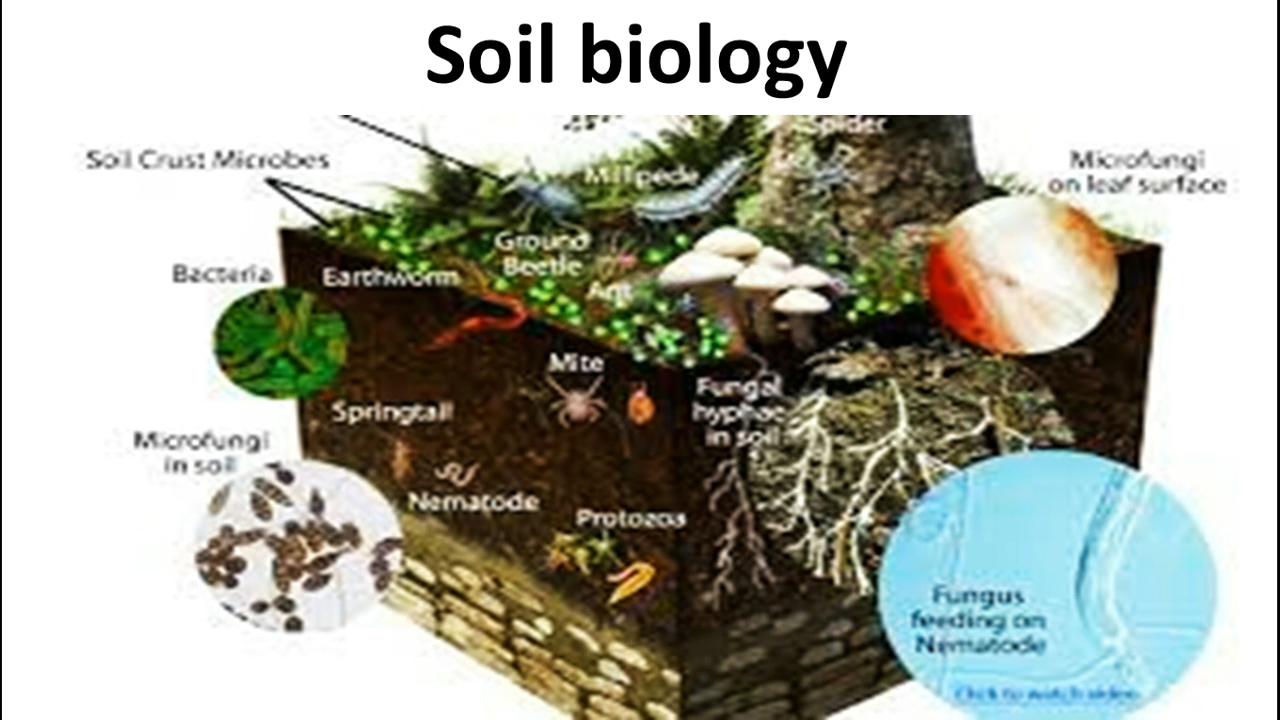 Soil biology
Spider
Soil Crust Microbes
Millipede
Microfungi
on leaf surface
Ground
Beetle
Bacteria
Earthworm
Ant
Mite
Fungal
hyphae
in soil
Springtail
Microfungi
in soil
Nematode
Protozoa
Fungus
feeding on
Nematode
Click to watch video